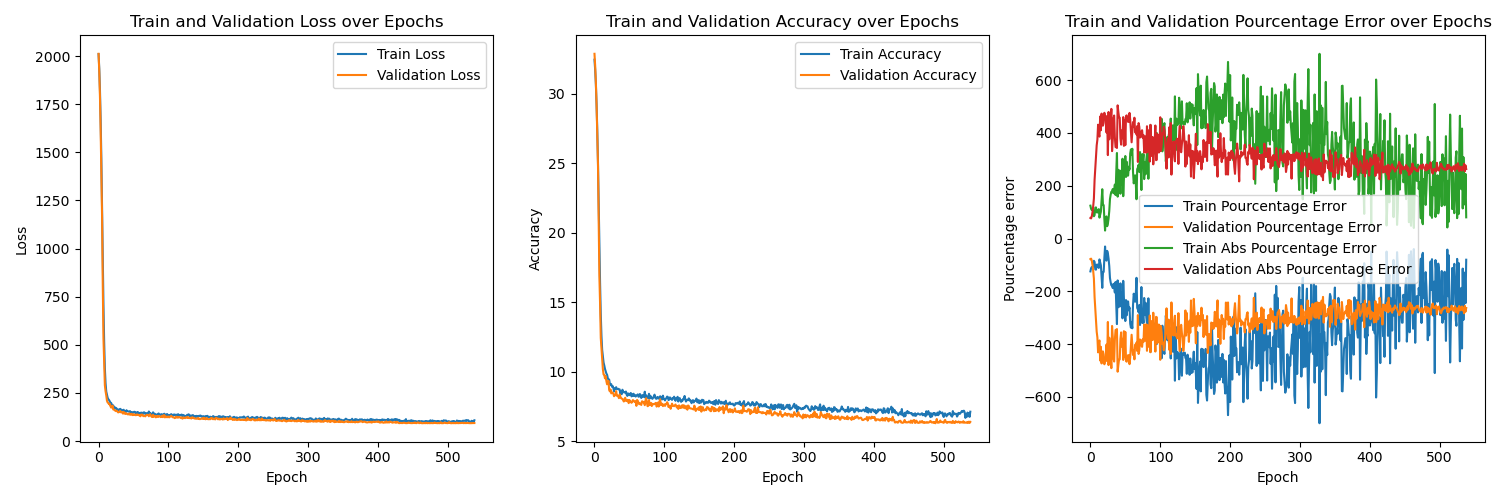 Train and Validation Loss over Epochs
Loss
2000
1750
1500
1250
1000
750
500
250
0
Train Loss
Validation Loss
0 100 200 300 400 500
Epoch
Train and Validation Accuracy over Epochs
Accuracy
30
25
20
15
10
5
Train Accuracy
Validation Accuracy
0 100 200 300 400 500
Epoch
Train and Validation Pourcentage Error over Epochs
Pourcentage error
600
400
200
0
−200
−400
−600
Train Pourcentage Error
Validation Pourcentage Error
Train Abs Pourcentage Error
Validation Abs Pourcentage Error
0 100 200 300 400 500
Epoch